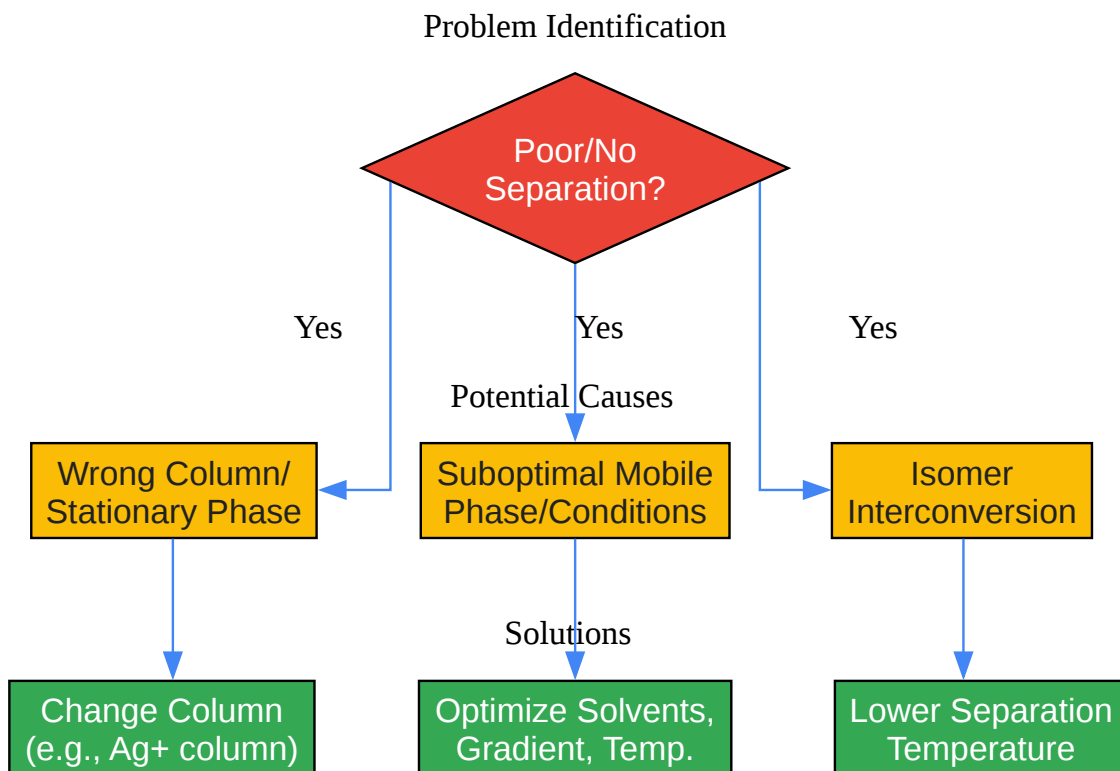 Problem Identification
Poor/No
Separation?
Yes
Yes
Yes
Potential Causes
Wrong Column/
Stationary Phase
Suboptimal Mobile
Phase/Conditions
Isomer
Interconversion
Solutions
Change Column
(e.g., Ag+ column)
Optimize Solvents,
Gradient, Temp.
Lower Separation
Temperature